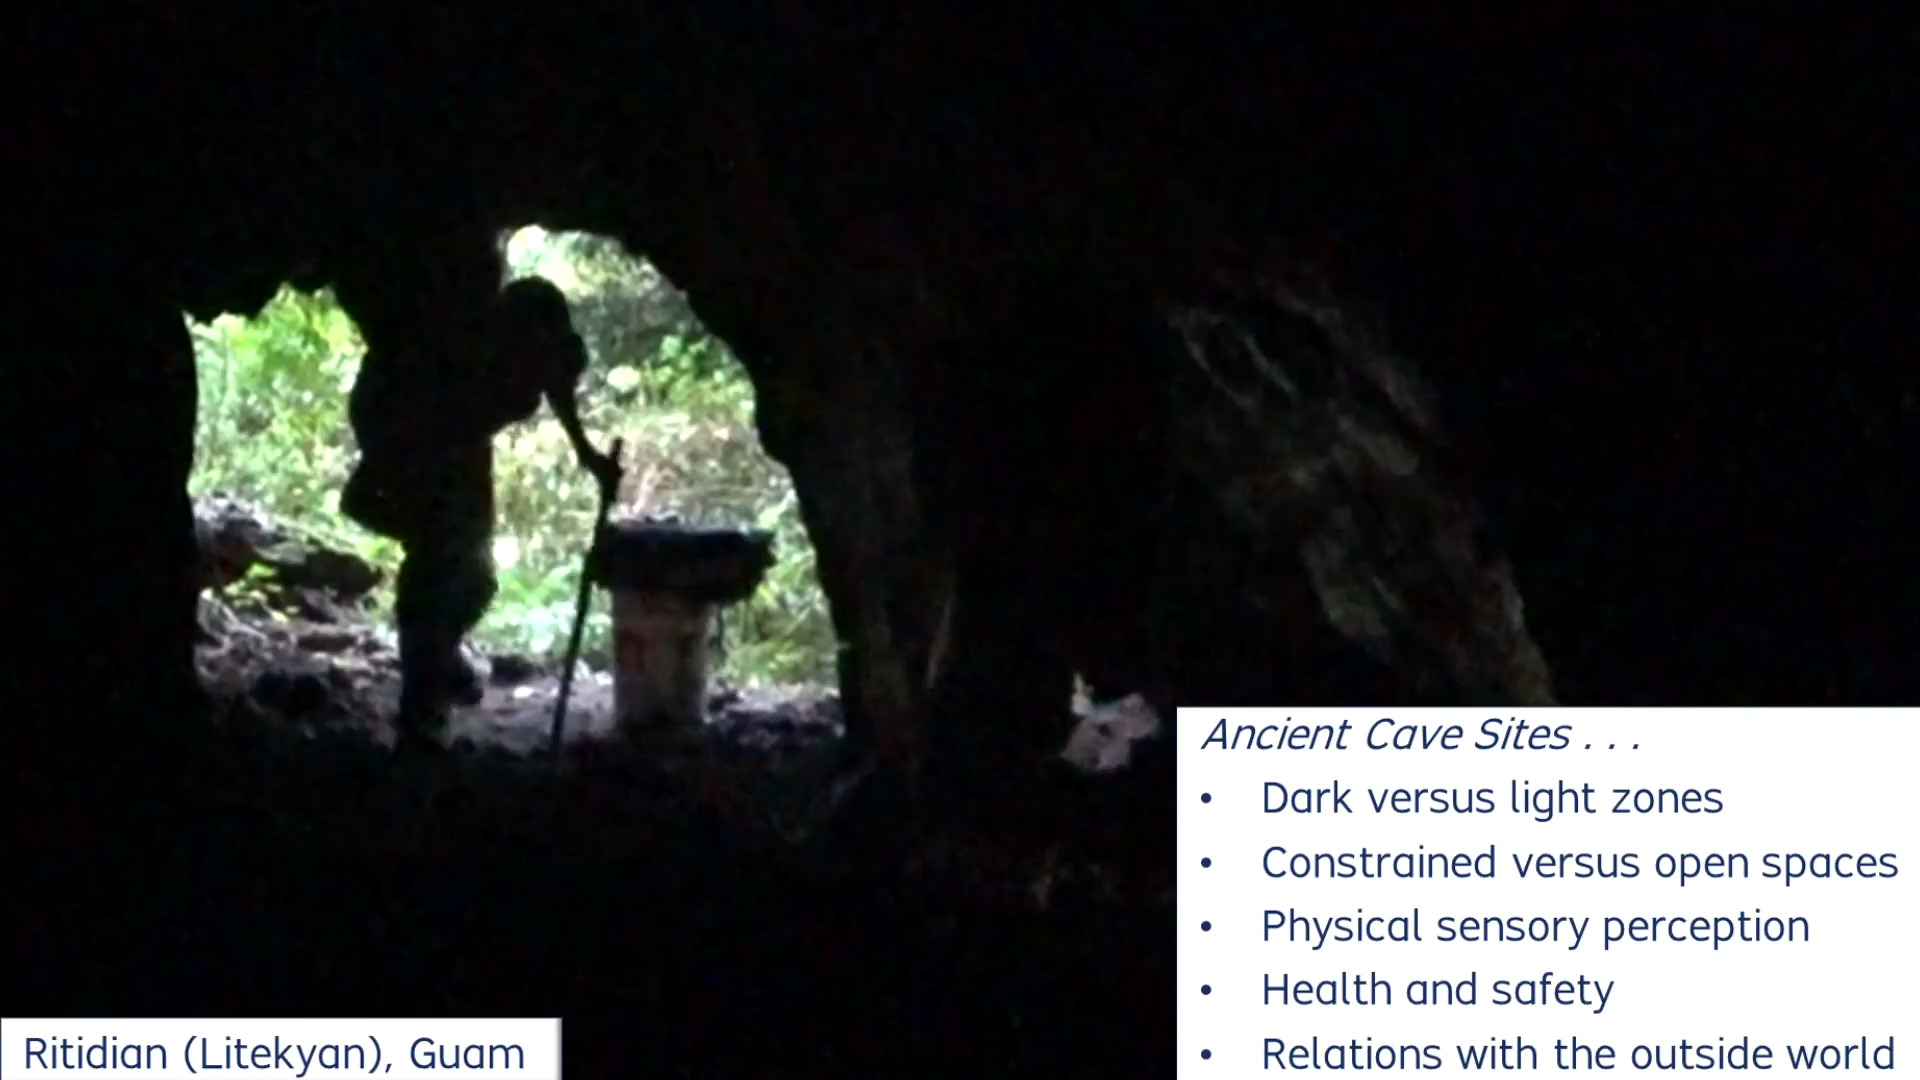 Ancient Cave Sites . . .
• Dark versus light zones
• Constrained versus open spaces
• Physical sensory perception
• Health and safety
• Relations with the outside world
Ritidian (Litekyan), Guam